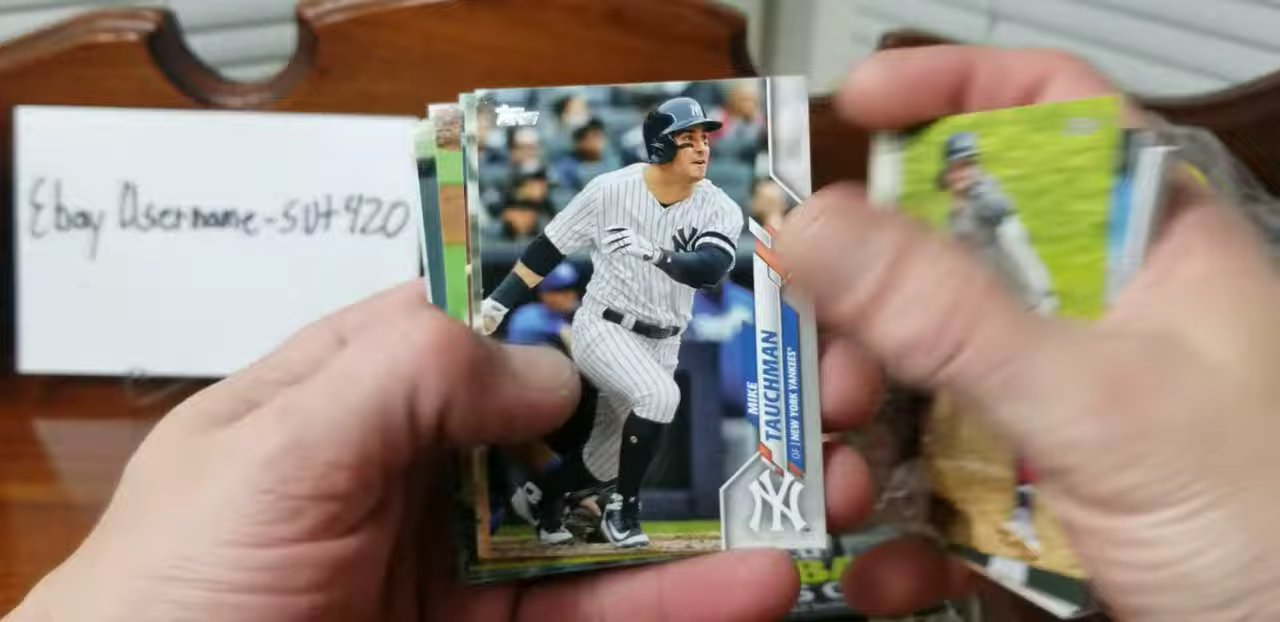 Ebay Username-SUt420
Topps
MIKE
TAUCHMAN
OF | NEW YORK YANKEES®
NY